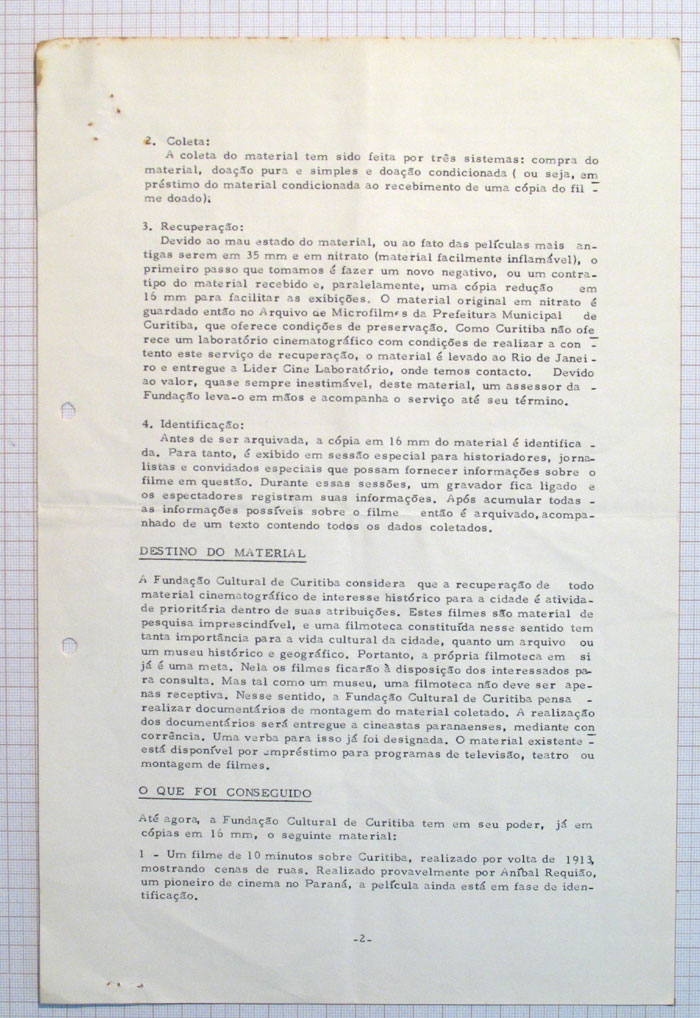 2. Coleta:
A coleta do material tem sido feita por três sistemas: compra do
material, doação pura e simples e doação condicionada ( ou seja, em
préstimo do material condicionada ao recebimento de uma cópia do fil -
me doado);
3. Recuperação:
Devido ao mau estado do material, ou ao fato das películas mais an-
tigas serem em 35 mm e em nitrato (material facilmente inflamável), o
primeiro passo que tomamos é fazer um novo negativo, ou um contra-
tipo do material recebido e, paralelamente, uma cópia redução em
16 mm para facilitar as exibições. O material original em nitrato é
guardado então no Arquivo de Microfilmes da Prefeitura Municipal de
Curitiba, que oferece condições de preservação. Como Curitiba não ofe
rece um laboratório cinematográfico com condições de realizar a con -
tento este serviço de recuperação, o material é levado ao Rio de Janei -
ro e entregue a Lider Cine Laboratório, onde temos contacto. Devido
ao valor, quase sempre inestimável, deste material, um assessor da -
Fundação leva-o em mãos e acompanha o serviço até seu término.
4. Identificação:
Antes de ser arquivada, a cópia em 16 mm do material é identifica -
da. Para tanto, é exibido em sessão especial para historiadores, jorna-
listas e convidados especiais que possam fornecer informações sobre o
filme em questão. Durante essas sessões, um gravador fica ligado e
os espectadores registram suas informações. Após acumular todas -
as informações possíveis sobre o filme então é arquivado, acompa-
nhado de um texto contendo todos os dados coletados.
DESTINO DO MATERIAL
A Fundação Cultural de Curitiba considera que a recuperação de todo
material cinematográfico de interesse histórico para a cidade é ativida-
de prioritária dentro de suas atribuições. Estes filmes são material de
pesquisa imprescindível, e uma filmoteca constituída nesse sentido tem
tanta importância para a vida cultural da cidade, quanto um arquivo ou
um museu histórico e geográfico. Portanto, a própria filmoteca em si
já é uma meta. Nela os filmes ficarão à disposição dos interessados pa-
ra consulta. Mas tal como um museu, uma filmoteca não deve ser ape-
nas receptiva. Nesse sentido, a Fundação Cultural de Curitiba pensa -
realizar documentários de montagem do material coletado. A realização
dos documentários será entregue a cineastas paranaenses, mediante con
corrência. Uma verba para isso já foi designada. O material existente -
está disponível por empréstimo para programas de televisão, teatro ou
montagem de filmes.
O QUE FOI CONSEGUIDO
Até agora, a Fundação Cultural de Curitiba tem em seu poder, já em
cópias em 16 mm, o seguinte material:
1 - Um filme de 10 minutos sobre Curitiba, realizado por volta de 1913,
mostrando cenas de ruas. Realizado provavelmente por Aníbal Requião,
um pioneiro de cinema no Paraná, a película ainda está em fase de iden-
tificação.
-2-